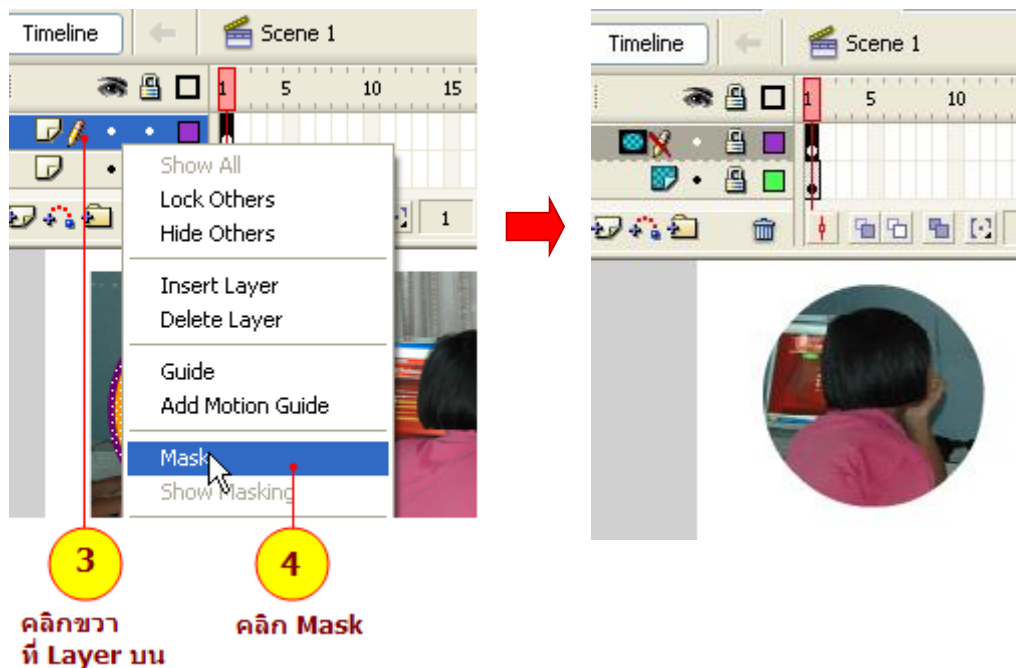 Timeline
Scene 1
1 5 10 15
Show All
Lock Others
Hide Others
1
Insert Layer
Delete Layer
Guide
Add Motion Guide
Mask
Show Masking
3
คลิกขวา
ที่ Layer บน
4
คลิก Mask
Timeline
Scene 1
1 5 10